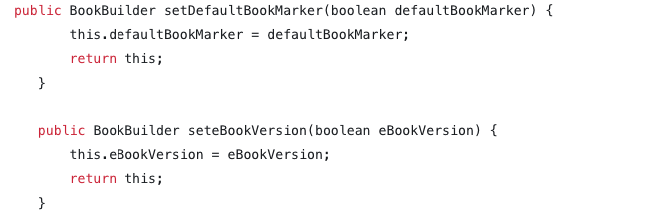 public BookBuilder setDefaultBookMarker(boolean defaultBookMarker) {
this.defaultBookMarker = defaultBookMarker;
return this;
}
public BookBuilder seteBookVersion(boolean eBookVersion) {
this.eBookVersion = eBookVersion;
return this;
}